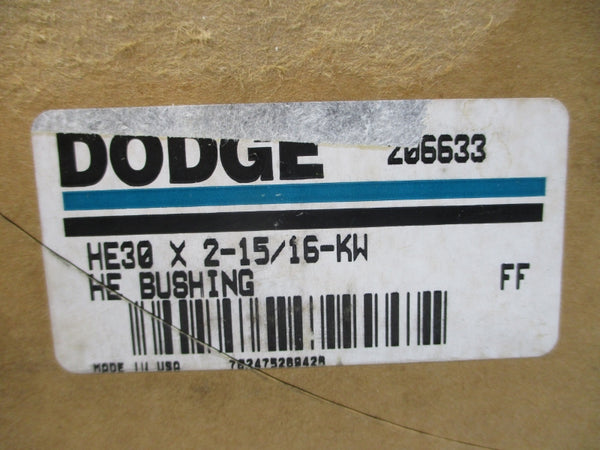 DODGE 206633
HE30 X 2-15/16-KW
HE BUSHING FF
MADE IN USA